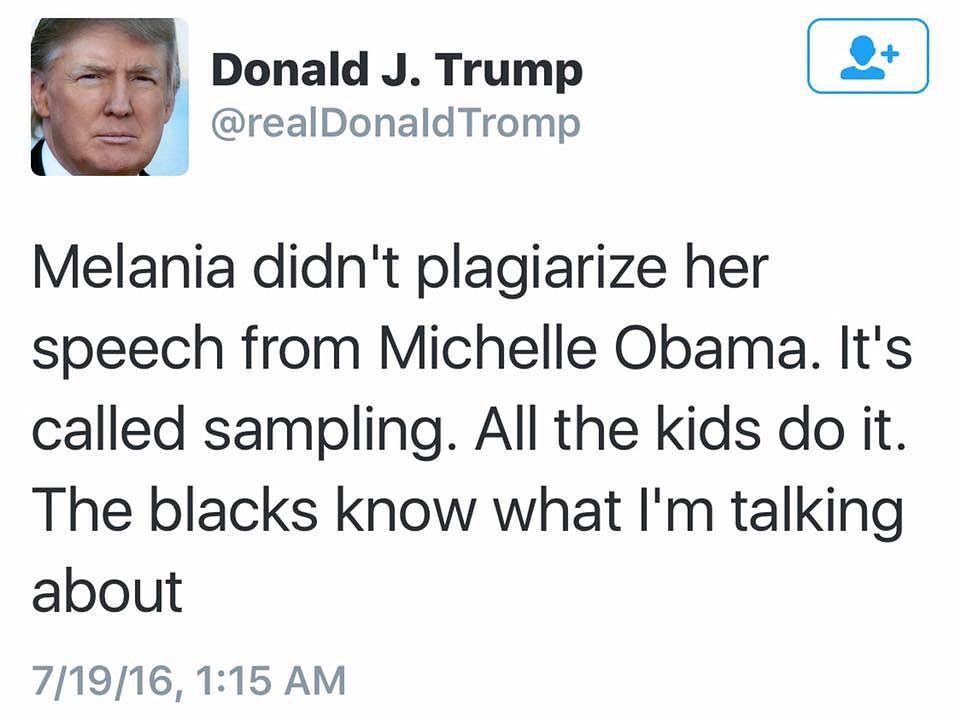 Donald J. Trump
@realDonaldTromp
Melania didn't plagiarize her
speech from Michelle Obama. It's
called sampling. All the kids do it.
The blacks know what I'm talking
about
7/19/16, 1:15 AM